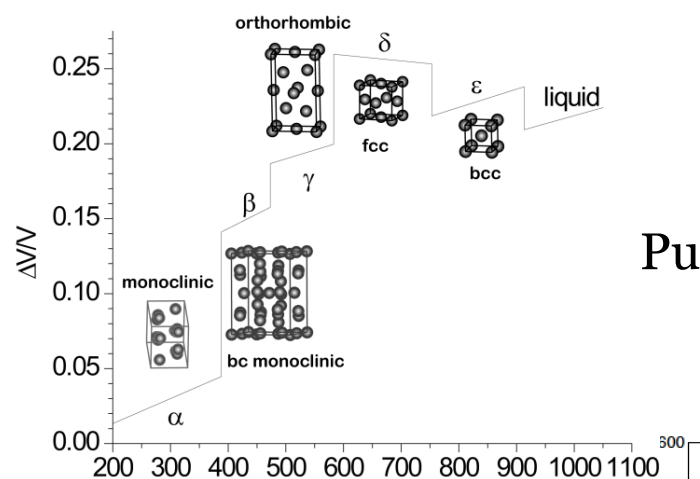 orthorhombic
δ
0.25
ε
liquid
0.20
fcc
bcc
γ
β
0.15
ΔV/V
Pu
monoclinic
0.10
bc monoclinic
0.05
α
0.00
200 300 400 500 600 700 800 900 1000 1100
600